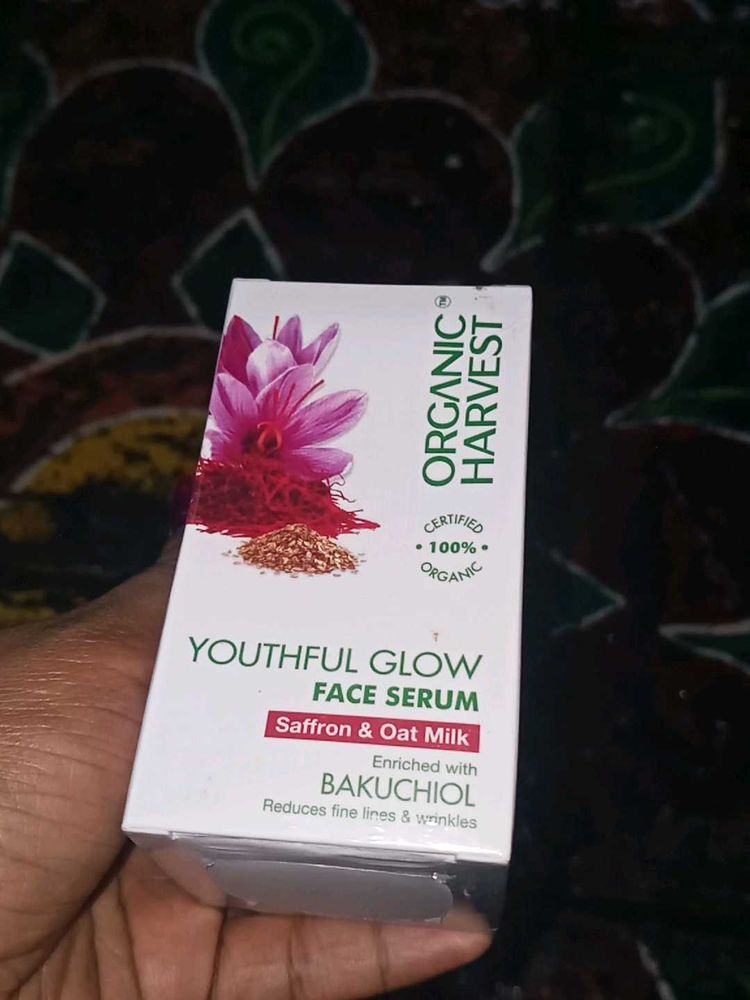 ORGANIC
HARVEST
TM
CERTIFIED
• 100% •
ORGANIC
YOUTHFUL GLOW
FACE SERUM
Saffron & Oat Milk
Enriched with
BAKUCHIOL
Reduces fine lines & wrinkles